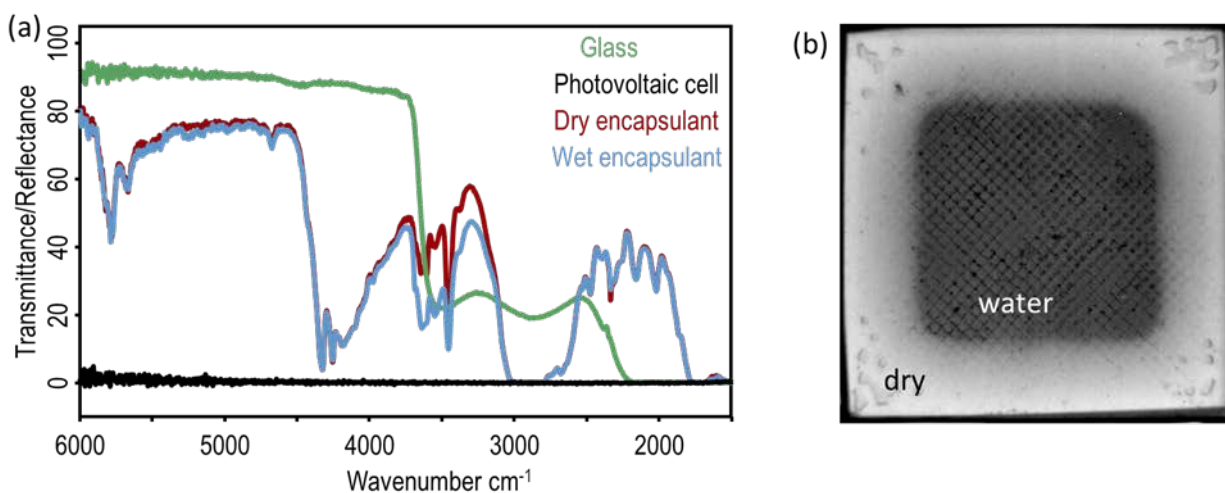 (a)
100
80
60
40
20
0
Transmittance/Reflectance
Glass
Photovoltaic cell
Dry encapsulant
Wet encapsulant
6000 5000 4000 3000 2000
Wavenumber cm⁻¹
(b)
water
dry